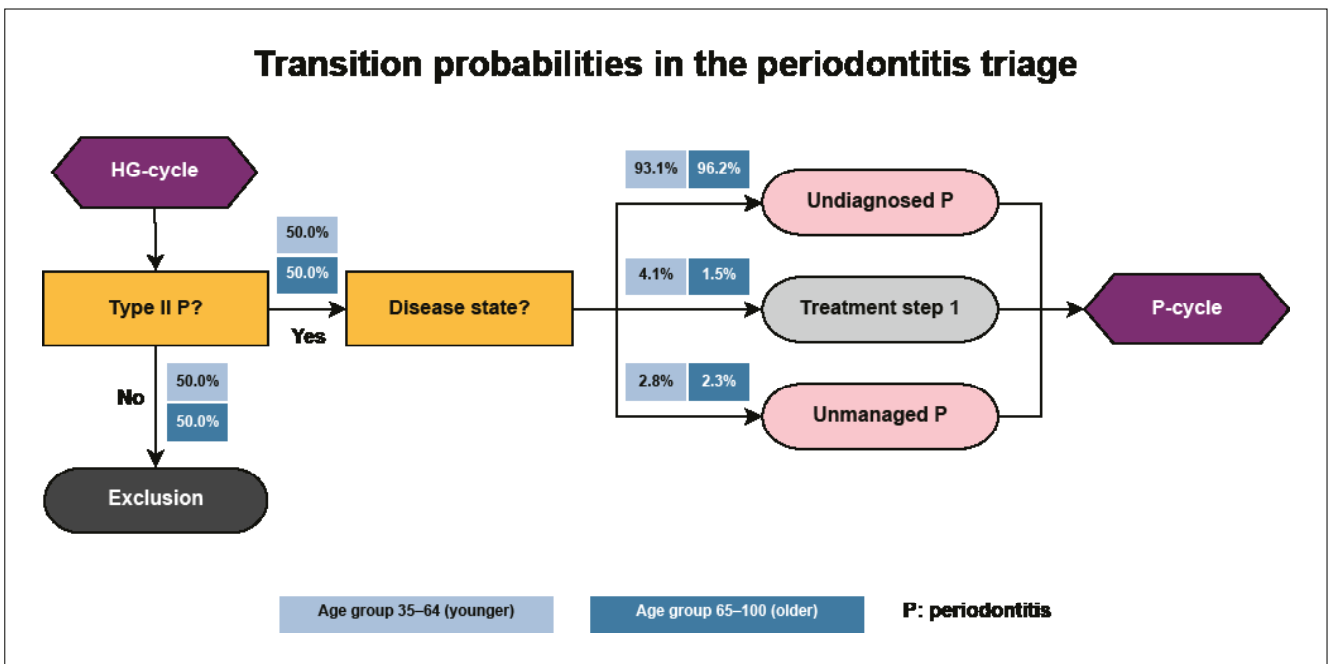 Transition probabilities in the periodontitis triage
HG-cycle
93.1% 96.2%
Undiagnosed P
50.0%
50.0%
Type II P?
Yes
Disease state?
4.1% 1.5%
Treatment step 1
P-cycle
No
50.0%
50.0%
2.8% 2.3%
Unmanaged P
Exclusion
Age group 35–64 (younger)
Age group 65–100 (older)
P: periodontitis